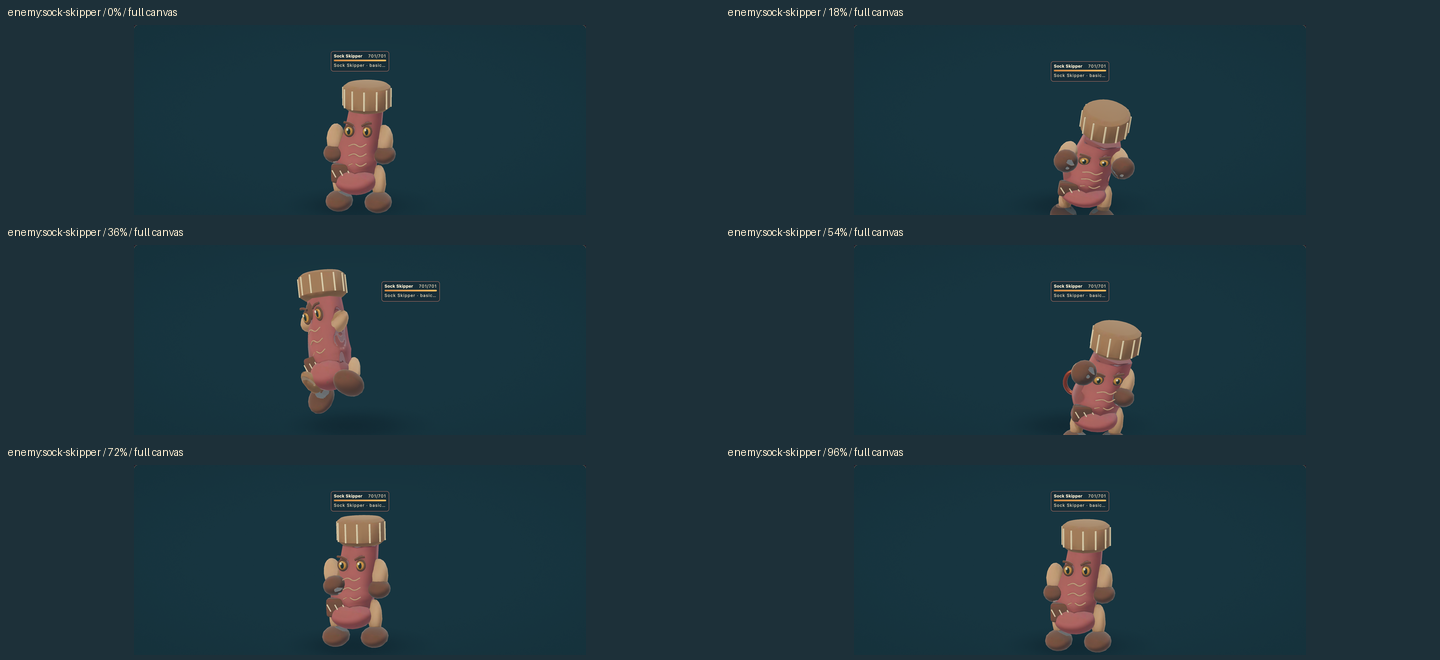 enemy:sock-skipper / 0% / full canvas
Sock Skipper 701/701
Sock Skipper · basic...
enemy:sock-skipper / 18% / full canvas
Sock Skipper 701/701
Sock Skipper · basic...
enemy:sock-skipper / 36% / full canvas
Sock Skipper 701/701
Sock Skipper · basic...
enemy:sock-skipper / 54% / full canvas
Sock Skipper 701/701
Sock Skipper · basic...
enemy:sock-skipper / 72% / full canvas
Sock Skipper 701/701
Sock Skipper · basic...
enemy:sock-skipper / 96% / full canvas
Sock Skipper 701/701
Sock Skipper · basic...